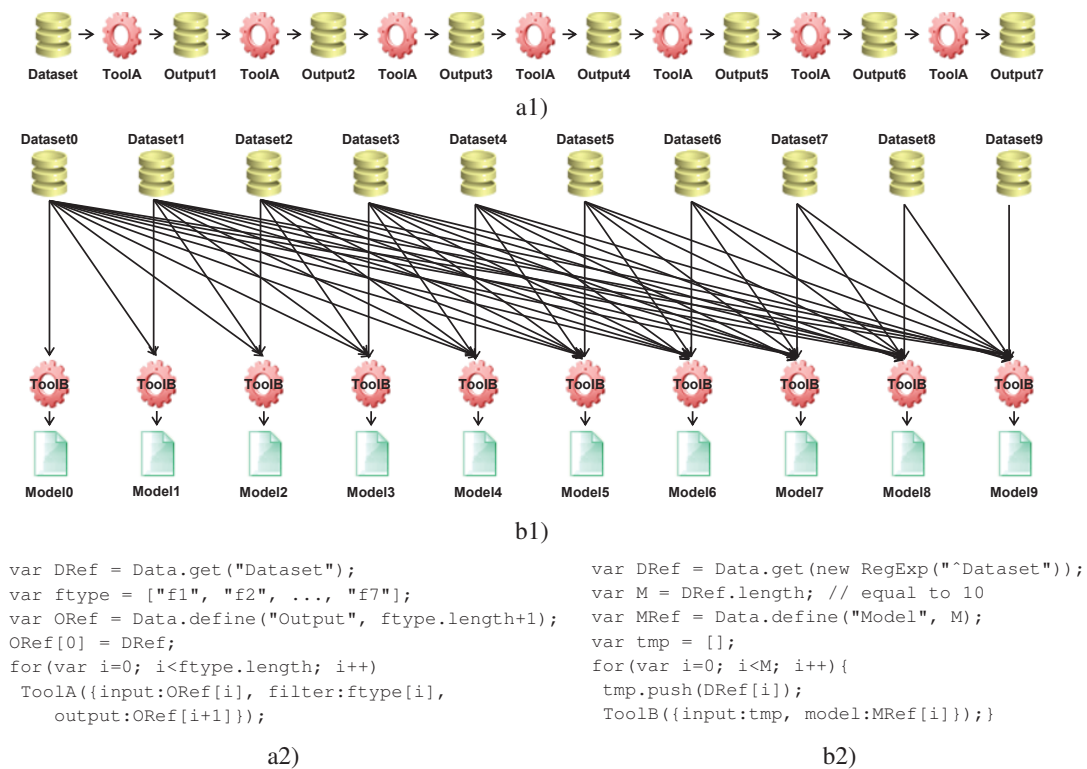 Dataset ToolA Output1 ToolA Output2 ToolA Output3 ToolA Output4 ToolA Output5 ToolA Output6 ToolA Output7
a1)
Dataset0 Dataset1 Dataset2 Dataset3 Dataset4 Dataset5 Dataset6 Dataset7 Dataset8 Dataset9
ToolB ToolB ToolB ToolB ToolB ToolB ToolB ToolB ToolB ToolB
Model0 Model1 Model2 Model3 Model4 Model5 Model6 Model7 Model8 Model9
b1)
var DRef = Data.get("Dataset");
var ftype = ["f1", "f2", ..., "f7"];
var ORef = Data.define("Output", ftype.length+1);
ORef[0] = DRef;
for(var i=0; i<ftype.length; i++)
ToolA({input:ORef[i], filter:ftype[i],
output:ORef[i+1]});
a2)
var DRef = Data.get(new RegExp("^Dataset"));
var M = DRef.length; // equal to 10
var MRef = Data.define("Model", M);
var tmp = [];
for(var i=0; i<M; i++){
tmp.push(DRef[i]);
ToolB({input:tmp, model:MRef[i]});}
b2)